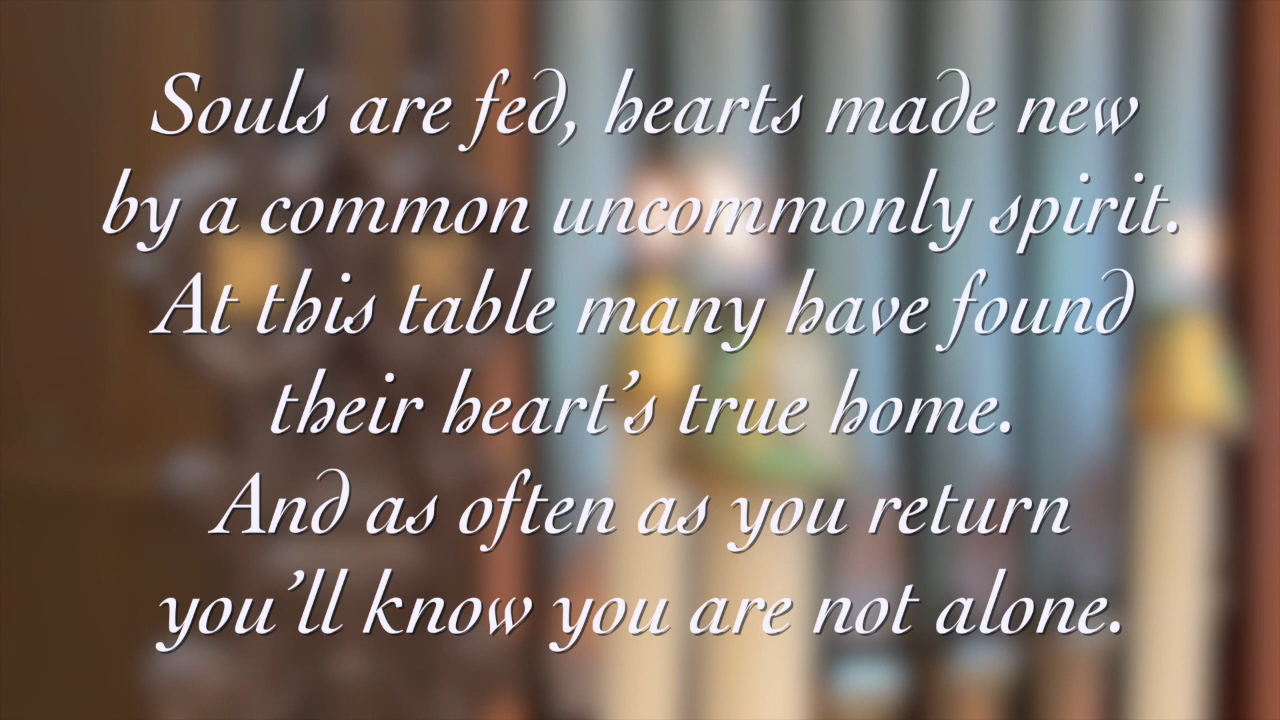 Souls are fed, hearts made new
by a common uncommonly spirit.
At this table many have found
their heart’s true home.
And as often as you return
you’ll know you are not alone.